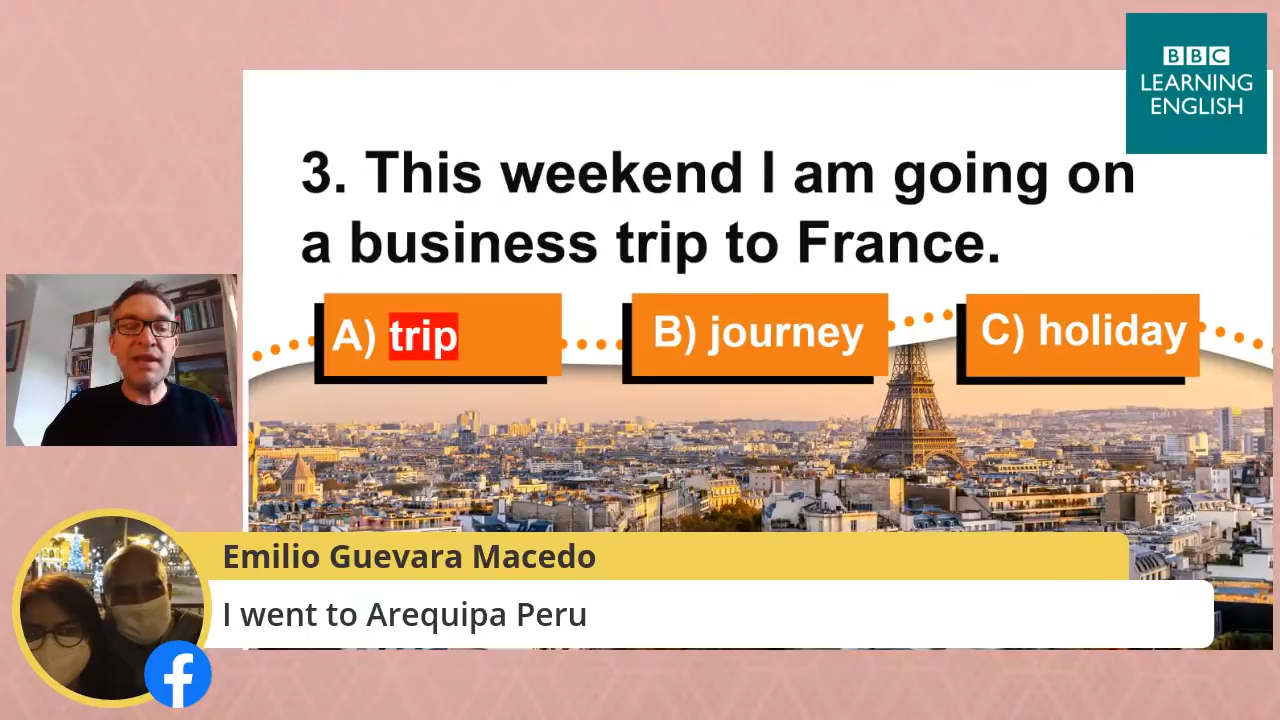 BBC
LEARNING
ENGLISH
3. This weekend I am going on
a business trip to France.
A) trip
B) journey
C) holiday
Emilio Guevara Macedo
I went to Arequipa Peru